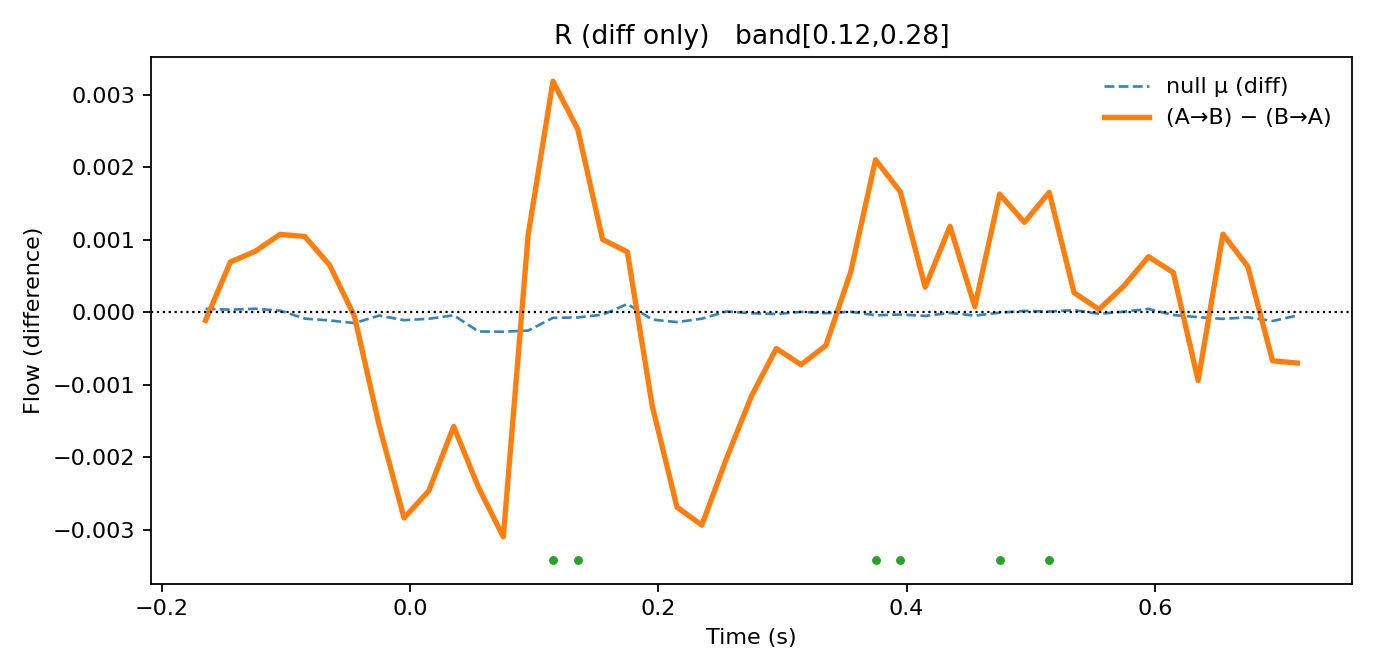 R (diff only)   band[0.12,0.28]
null μ (diff)
(A→B) − (B→A)
Flow (difference)
0.003
0.002
0.001
0.000
−0.001
−0.002
−0.003
−0.2
0.0
0.2
0.4
0.6
Time (s)